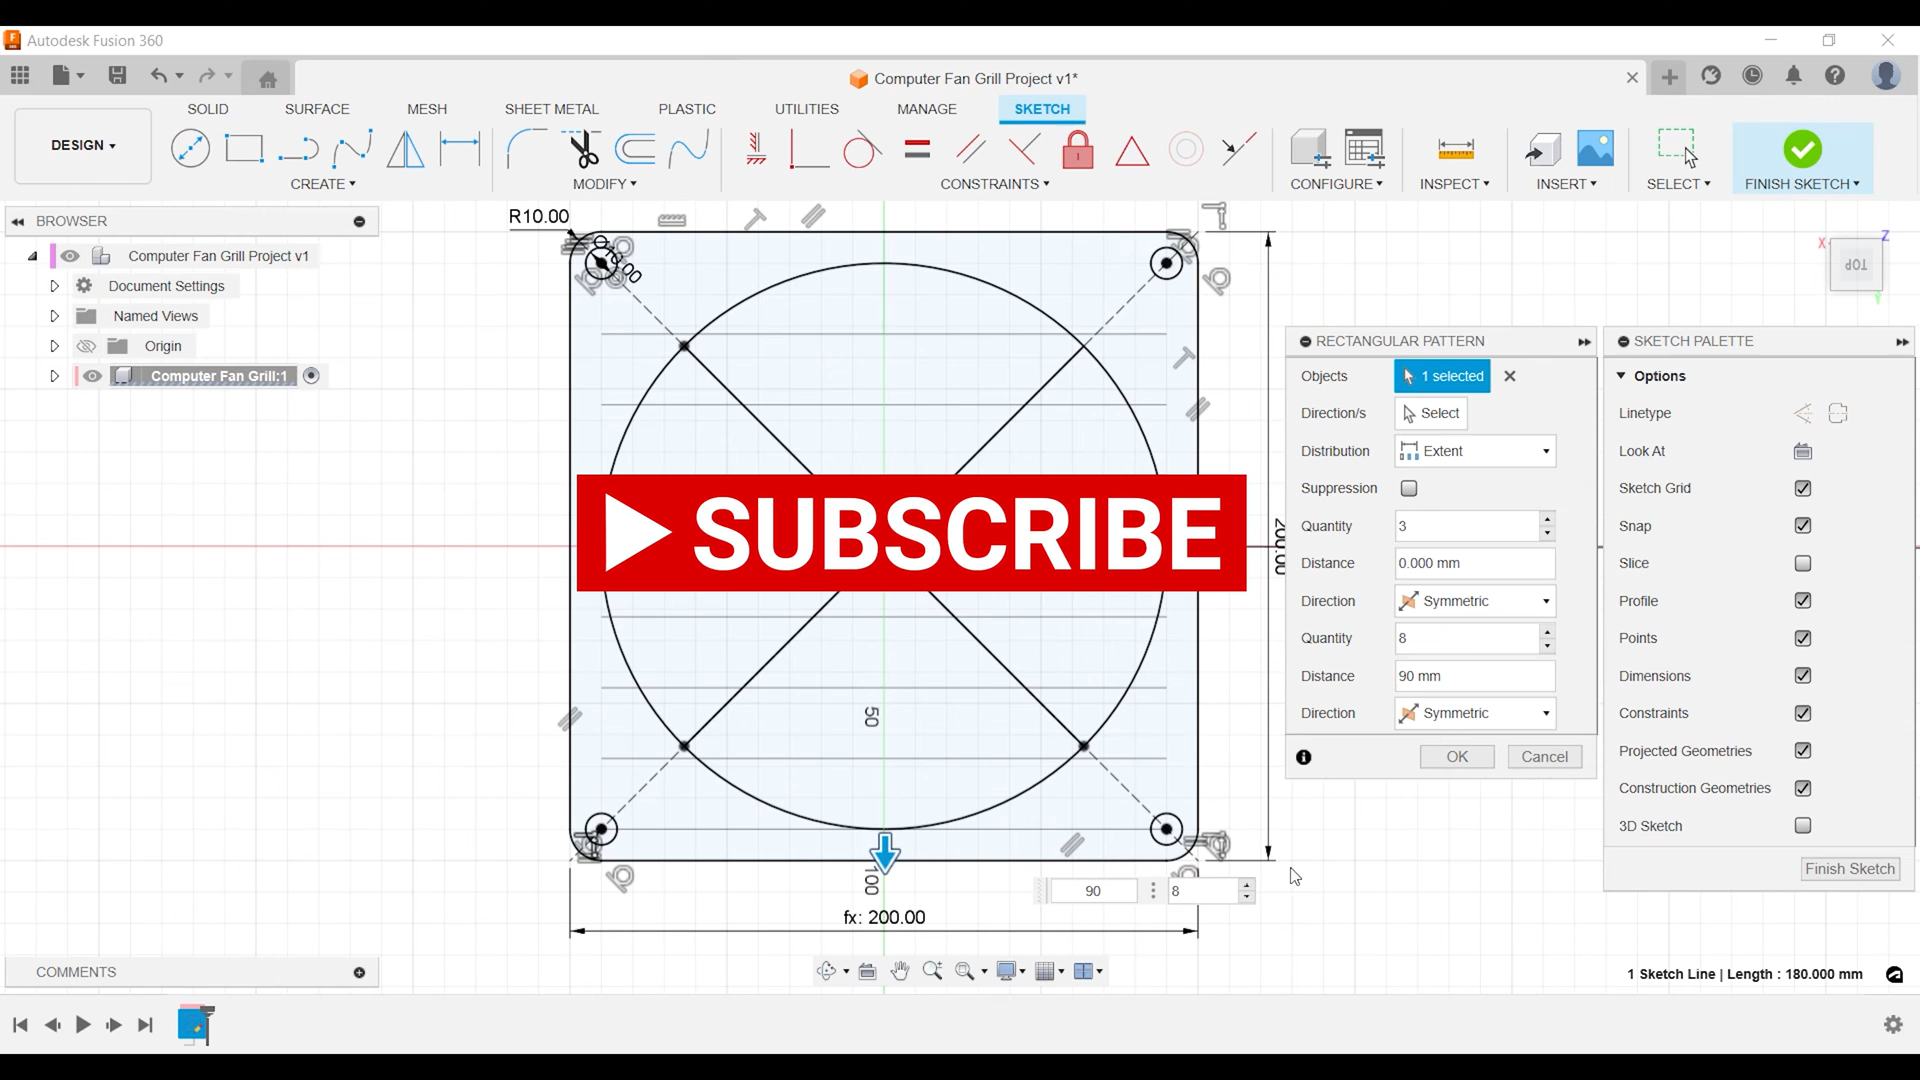 Autodesk Fusion 360
Computer Fan Grill Project v1*
DESIGN
SOLID SURFACE MESH SHEET METAL PLASTIC UTILITIES MANAGE SKETCH
CREATE MODIFY CONSTRAINTS CONFIGURE INSPECT INSERT SELECT FINISH SKETCH
BROWSER
Computer Fan Grill Project v1
Document Settings
Named Views
Origin
Computer Fan Grill:1
R10.00
200.00
50
100
fx: 200.00
90 8
SUBSCRIBE
X Z
TOP
Y
RECTANGULAR PATTERN
Objects 1 selected
Direction/s Select
Distribution Extent
Suppression
Quantity 3
Distance 0.000 mm
Direction Symmetric
Quantity 8
Distance 90 mm
Direction Symmetric
OK Cancel
SKETCH PALETTE
Options
Linetype
Look At
Sketch Grid
Snap
Slice
Profile
Points
Dimensions
Constraints
Projected Geometries
Construction Geometries
3D Sketch
Finish Sketch
COMMENTS
1 Sketch Line | Length : 180.000 mm